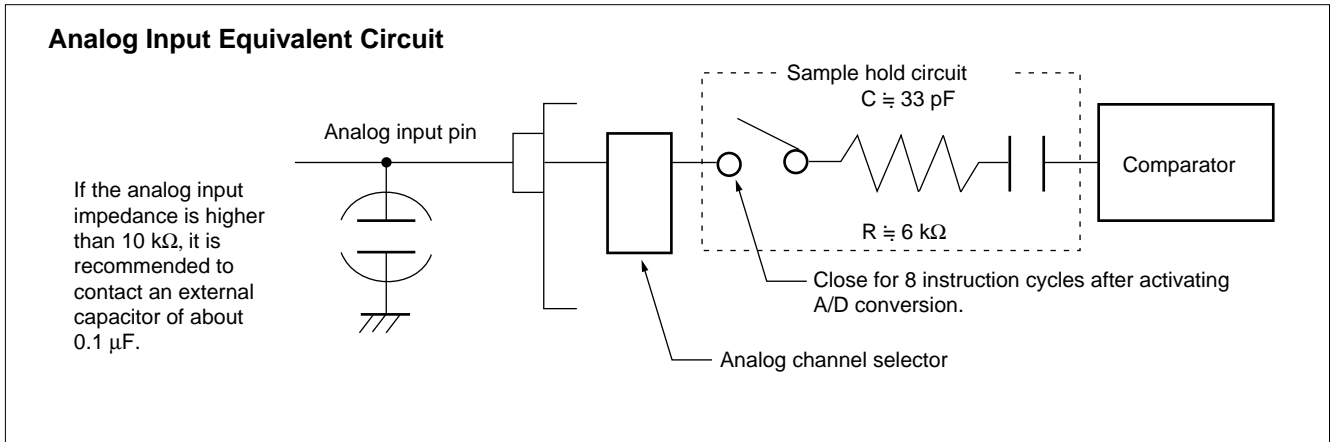 Analog Input Equivalent Circuit
Sample hold circuit
C ≒ 33 pF
Analog input pin
Comparator
If the analog input
impedance is higher
than 10 kΩ, it is
recommended to
contact an external
capacitor of about
0.1 μF.
R ≒ 6 kΩ
Close for 8 instruction cycles after activating
A/D conversion.
Analog channel selector